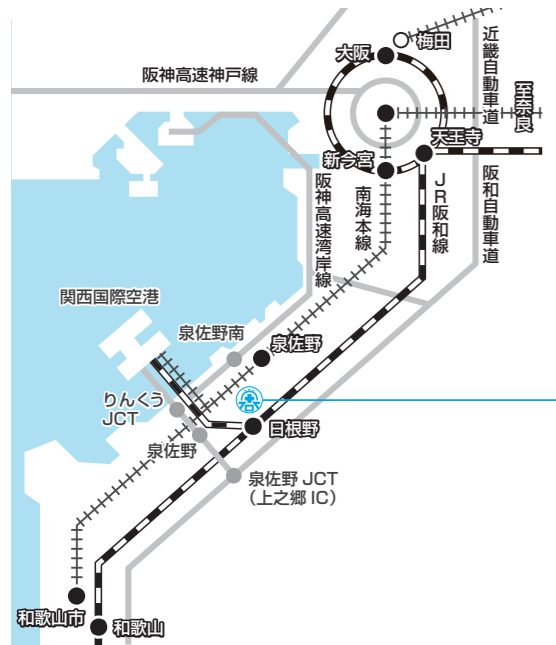 梅田
大阪
近畿自動車道
阪神高速神戸線
至奈良
天王寺
新今宮
阪神高速湾岸線
南海本線
JR阪和線
阪和自動車道
関西国際空港
泉佐野南
泉佐野
りんくう
JCT
日根野
泉佐野
泉佐野 JCT
(上之郷 IC)
和歌山市
和歌山